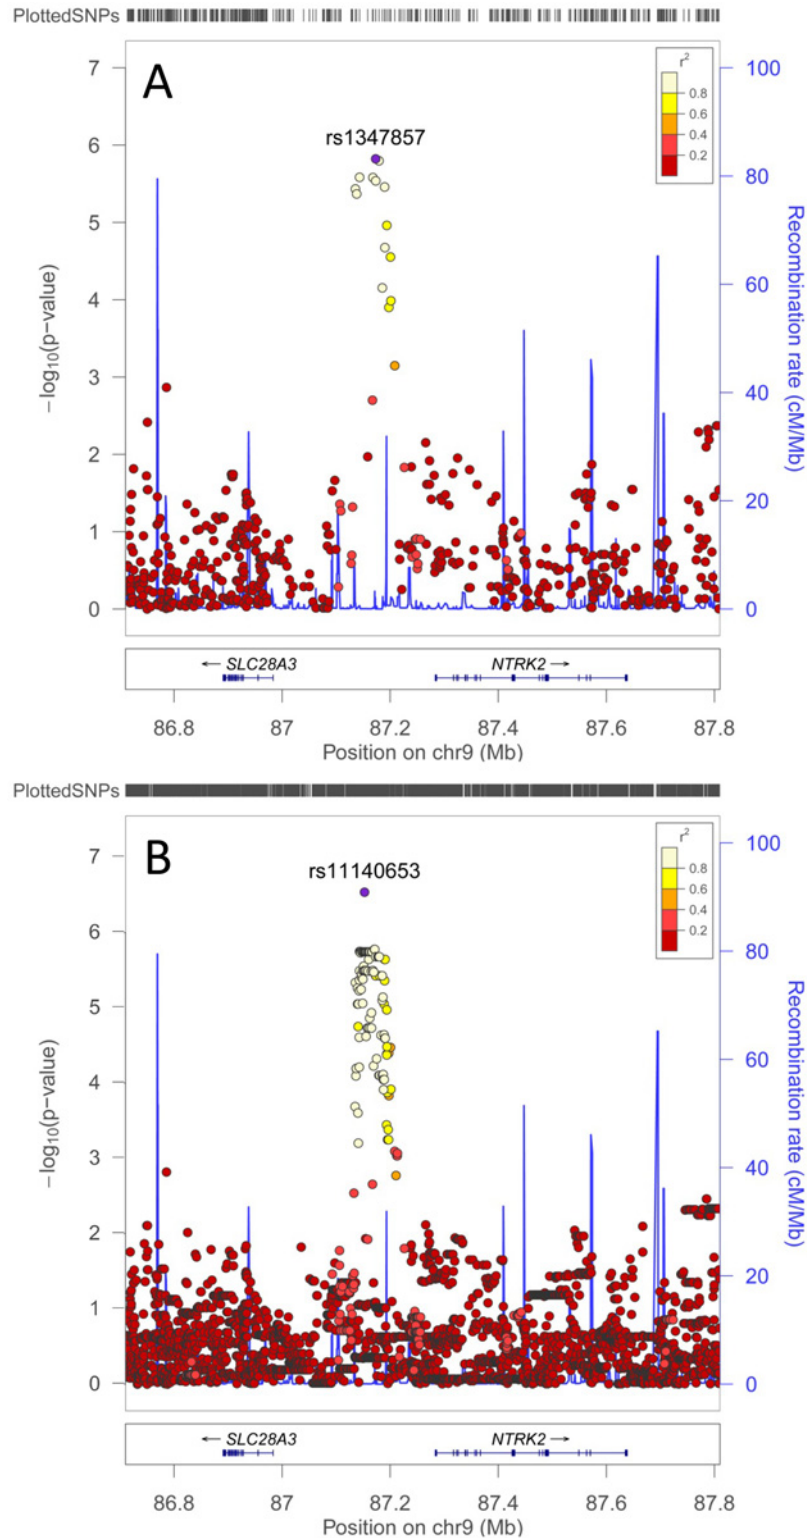 PlottedSNPs
A
r²
0.8
0.6
0.4
0.2
rs1347857
7
6
5
4
3
2
1
0
−log₁₀(p−value)
100
80
60
40
20
0
Recombination rate (cM/Mb)
← SLC28A3
NTRK2 →
86.8 87 87.2 87.4 87.6 87.8
Position on chr9 (Mb)
PlottedSNPs
B
r²
0.8
0.6
0.4
0.2
rs11140653
7
6
5
4
3
2
1
0
−log₁₀(p−value)
100
80
60
40
20
0
Recombination rate (cM/Mb)
← SLC28A3
NTRK2 →
86.8 87 87.2 87.4 87.6 87.8
Position on chr9 (Mb)